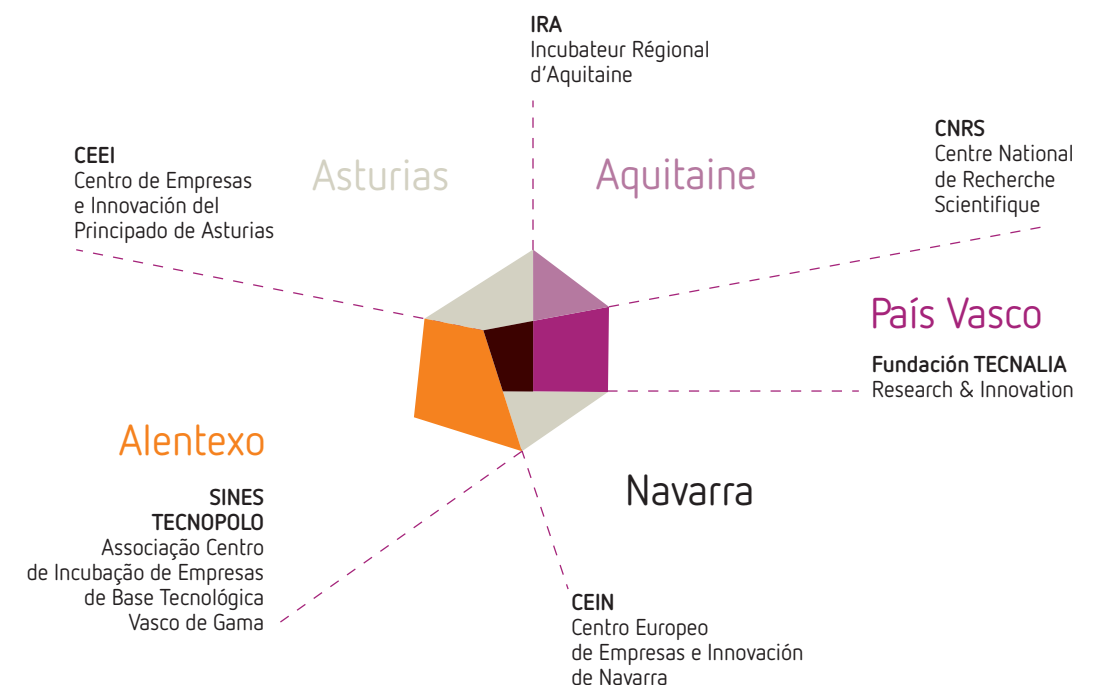 IRA
Incubateur Régional
d'Aquitaine
CNRS
Centre National
de Recherche
Scientifique
CEEI
Centro de Empresas
e Innovación del
Principado de Asturias
Asturias
Aquitaine
País Vasco
Fundación TECNALIA
Research & Innovation
Alentexo
SINES
TECNOPOLO
Associação Centro
de Incubação de Empresas
de Base Tecnológica
Vasco de Gama
Navarra
CEIN
Centro Europeo
de Empresas e Innovación
de Navarra